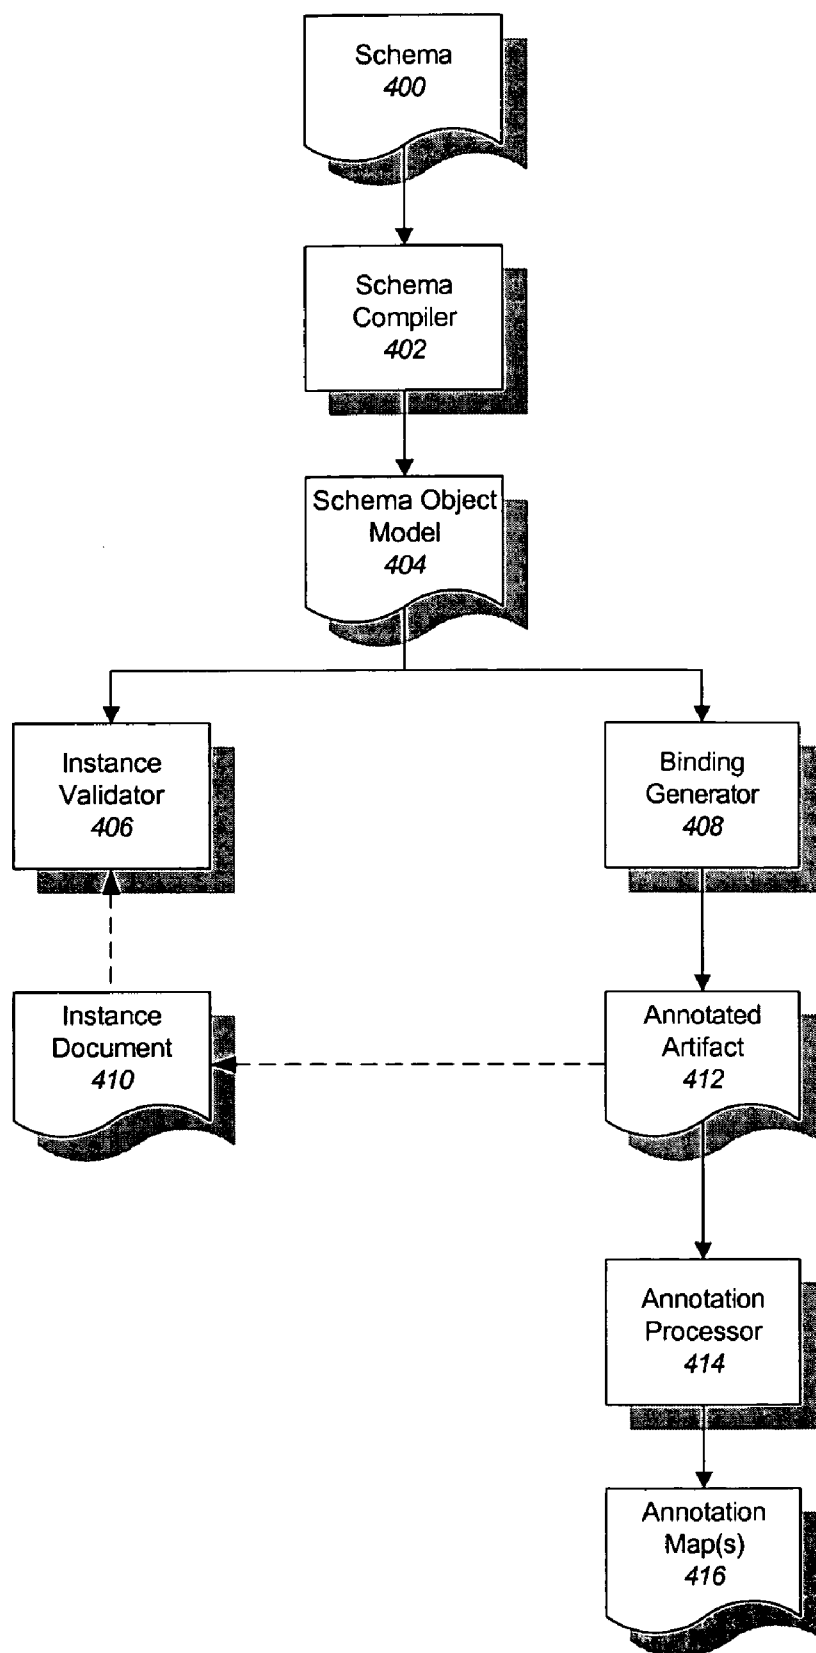 Schema
400
Schema
Compiler
402
Schema Object
Model
404
Instance
Validator
406
Binding
Generator
408
Instance
Document
410
Annotated
Artifact
412
Annotation
Processor
414
Annotation
Map(s)
416